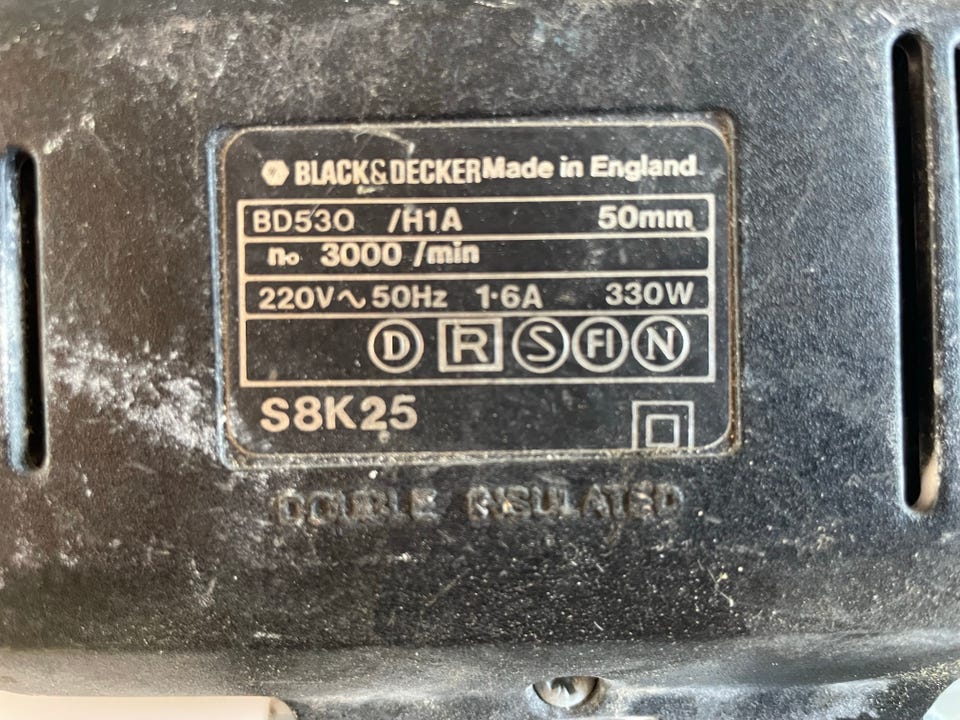 BLACK&DECKER Made in England
BD530 /H1A 50mm
no 3000 /min
220V ~ 50Hz 1·6A 330W
D R S FI N
S8K25
DOUBLE INSULATED